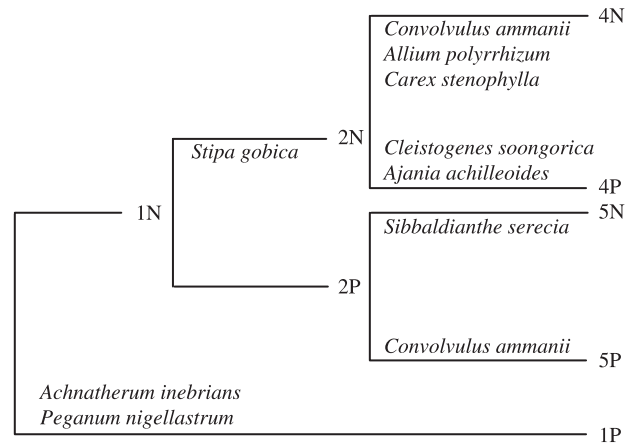 4N
Convolvulus ammanii
Allium polyrrhizum
Carex stenophylla
2N
Stipa gobica
Cleistogenes soongorica
Ajania achilleoides
4P
1N
5N
Sibbaldianthe serecia
2P
Convolvulus ammanii
5P
Achnatherum inebrians
Peganum nigellastrum
1P